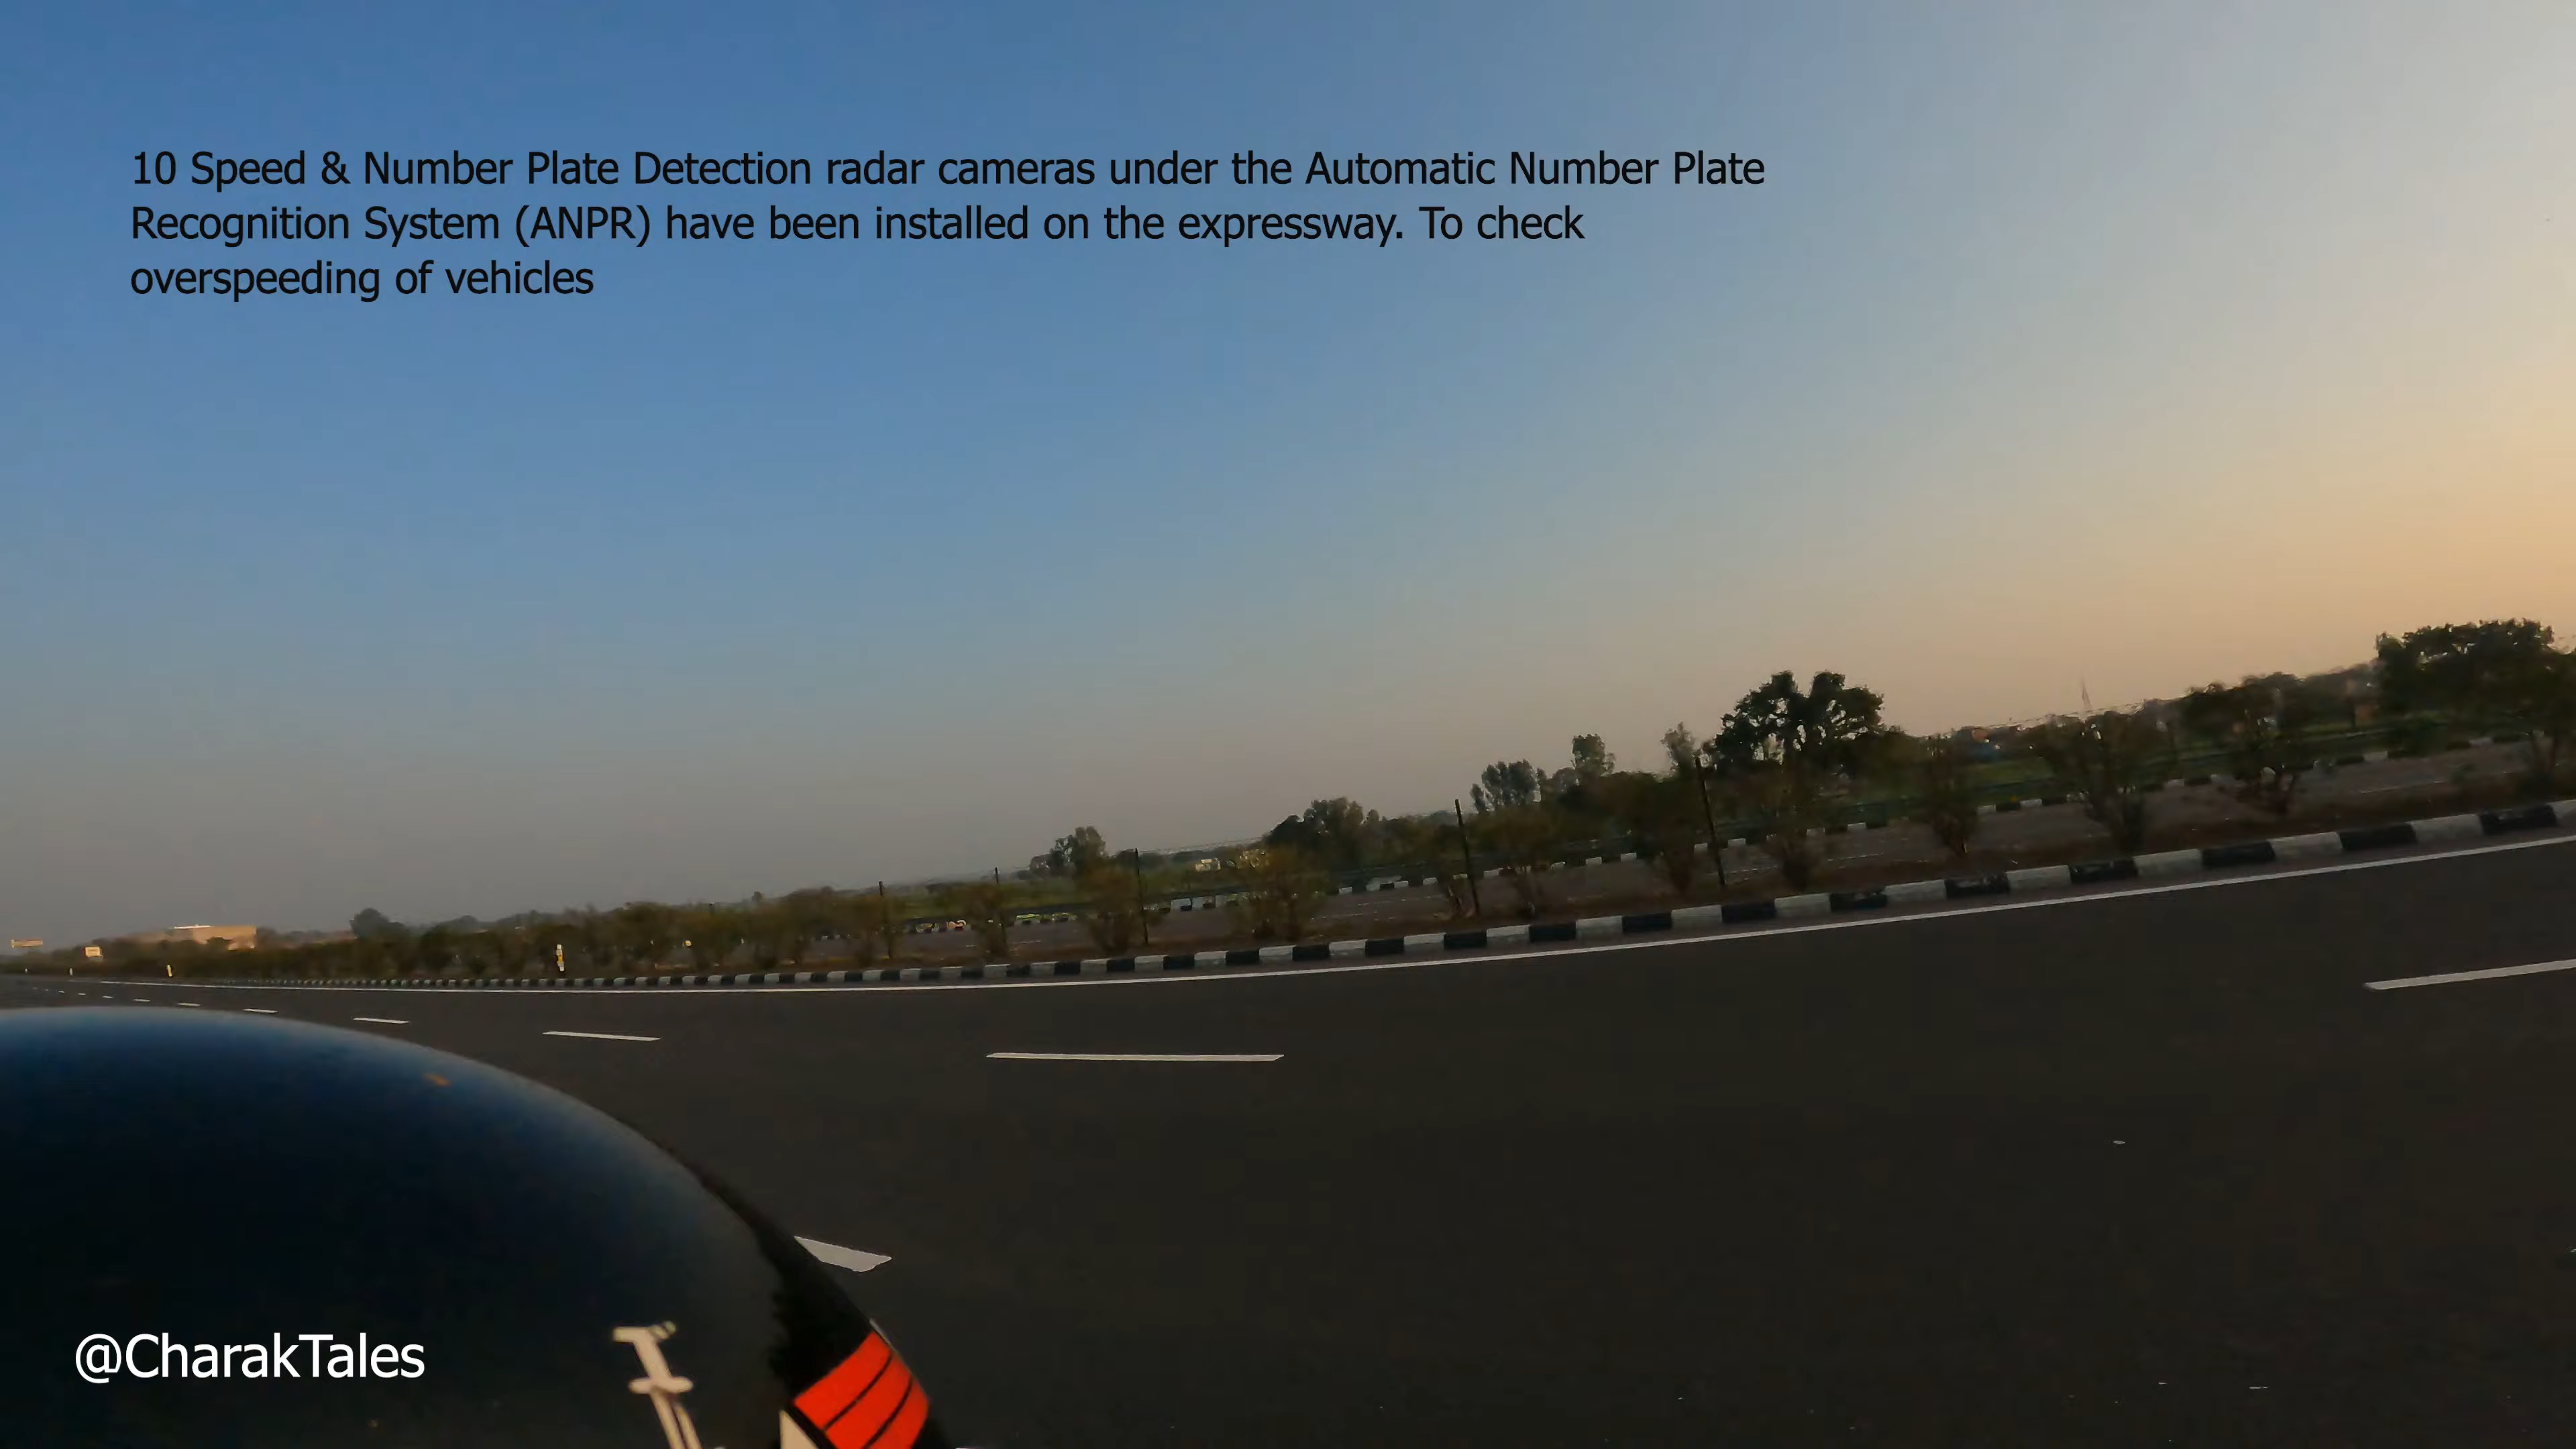 10 Speed & Number Plate Detection radar cameras under the Automatic Number Plate
Recognition System (ANPR) have been installed on the expressway. To check
overspeeding of vehicles
@CharakTales